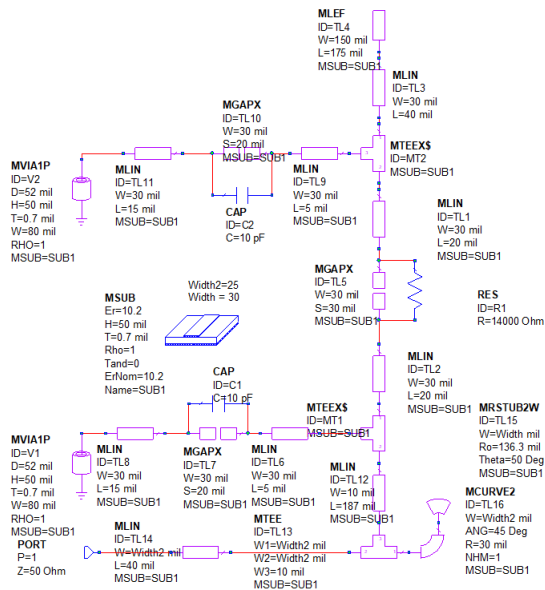 MLEF
ID=TL4
W=150 mil
L=175 mil
MSUB=SUB1
MLIN
ID=TL3
W=30 mil
L=40 mil
MGAPX
ID=TL10
W=30 mil
S=20 mil
MSUB=SUB1
MTEEX$
ID=MT2
MSUB=SUB1
MVIA1P
ID=V2
D=52 mil
H=50 mil
T=0.7 mil
W=80 mil
RHO=1
MSUB=SUB1
MLIN
ID=TL11
W=30 mil
L=15 mil
MSUB=SUB1
MLIN
ID=TL9
W=30 mil
L=5 mil
MSUB=SUB1
CAP
ID=C2
C=10 pF
MLIN
ID=TL1
W=30 mil
L=20 mil
MSUB=SUB1
MGAPX
ID=TL5
W=30 mil
S=30 mil
MSUB=SUB1
RES
ID=R1
R=14000 Ohm
MSUB
Er=10.2
H=50 mil
T=0.7 mil
Rho=1
Tand=0
ErNom=10.2
Name=SUB1
Width2=25
Width = 30
CAP
ID=C1
C=10 pF
MLIN
ID=TL2
W=30 mil
L=20 mil
MSUB=SUB1
MTEEX$
ID=MT1
MSUB=SUB1
MRSTUB2W
ID=TL15
W=Width mil
Ro=136.3 mil
Theta=50 Deg
MSUB=SUB1
MVIA1P
ID=V1
D=52 mil
H=50 mil
T=0.7 mil
W=80 mil
RHO=1
MSUB=SUB1
MLIN
ID=TL8
W=30 mil
L=15 mil
MSUB=SUB1
MGAPX
ID=TL7
W=30 mil
S=20 mil
MSUB=SUB1
MLIN
ID=TL6
W=30 mil
L=5 mil
MSUB=SUB1
MLIN
ID=TL12
W=10 mil
L=187 mil
MSUB=SUB1
MCURVE2
ID=TL16
W=Width2 mil
ANG=45 Deg
R=30 mil
NHM=1
MSUB=SUB1
PORT
P=1
Z=50 Ohm
MLIN
ID=TL14
W=Width2 mil
L=40 mil
MSUB=SUB1
MTEE
ID=TL13
W1=Width2 mil
W2=Width2 mil
W3=10 mil
MSUB=SUB1